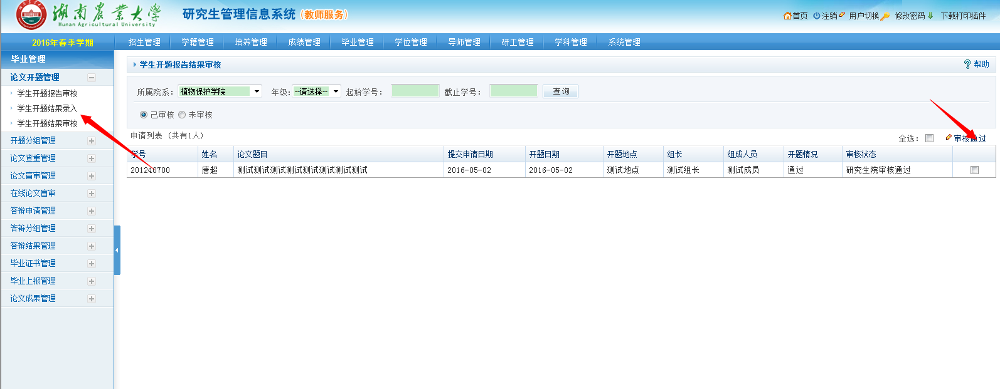 湖南农业大学
Hunan Agricultural University
研究生管理信息系统（教师服务）
首页 注销 用户切换 修改密码 下载打印插件
2016年春季学期 招生管理 学籍管理 培养管理 成绩管理 毕业管理 学位管理 导师管理 研工管理 学科管理 系统管理
毕业管理
论文开题管理
学生开题报告审核
学生开题结果录入
学生开题结果审核
开题分组管理
论文查重管理
论文盲审管理
在线论文盲审
答辩申请管理
答辩分组管理
答辩结果管理
毕业证书管理
毕业上报管理
论文成果管理
学生开题报告结果审核 帮助
所属院系： 植物保护学院 年级: --请选择-- 起始学号： 截止学号： 查询
已审核 未审核
申请列表（共有1人） 全选： 审核通过
学号 姓名 论文题目 提交申请日期 开题日期 开题地点 组长 组成人员 开题情况 审核状态
201240700 唐超 测试测试测试测试测试测试测试测试 2016-05-02 2016-05-02 测试地点 测试组长 测试成员 通过 研究生院审核通过